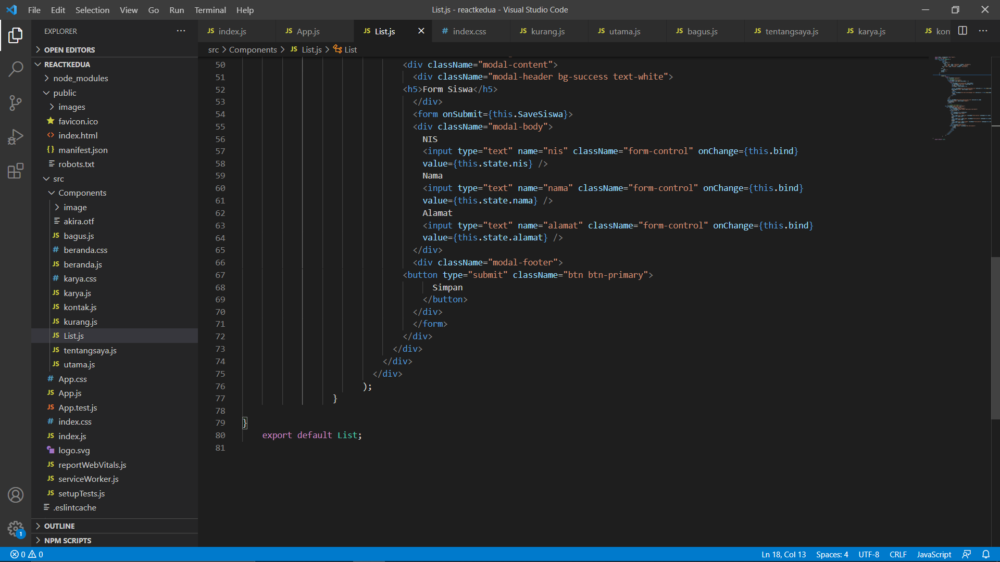 File Edit Selection View Go Run Terminal Help
List.js - reactkedua - Visual Studio Code
EXPLORER
OPEN EDITORS
REACTKEDUA
node_modules
public
images
favicon.ico
index.html
manifest.json
robots.txt
src
Components
image
akira.otf
bagus.js
beranda.css
beranda.js
karya.css
karya.js
kontak.js
kurang.js
List.js
tentangsaya.js
utama.js
App.css
App.js
App.test.js
index.css
index.js
logo.svg
reportWebVitals.js
serviceWorker.js
setupTests.js
.eslintcache
OUTLINE
NPM SCRIPTS
JS index.js JS App.js JS List.js # index.css JS kurang.js JS utama.js JS bagus.js JS tentangsaya.js JS karya.js JS kon
src > Components > JS List.js > List
50 <div className="modal-content">
51 <div className="modal-header bg-success text-white">
52 <h5>Form Siswa</h5>
53 </div>
54 <form onSubmit={this.SaveSiswa}>
55 <div className="modal-body">
56 NIS
57 <input type="text" name="nis" className="form-control" onChange={this.bind}
58 value={this.state.nis} />
59 Nama
60 <input type="text" name="nama" className="form-control" onChange={this.bind}
61 value={this.state.nama} />
62 Alamat
63 <input type="text" name="alamat" className="form-control" onChange={this.bind}
64 value={this.state.alamat} />
65 </div>
66 <div className="modal-footer">
67 <button type="submit" className="btn btn-primary">
68 Simpan
69 </button>
70 </div>
71 </form>
72 </div>
73 </div>
74 </div>
75 </div>
76 );
77 }
78
79 }
80 export default List;
81
1
0 0 Ln 18, Col 13 Spaces: 4 UTF-8 CRLF JavaScript